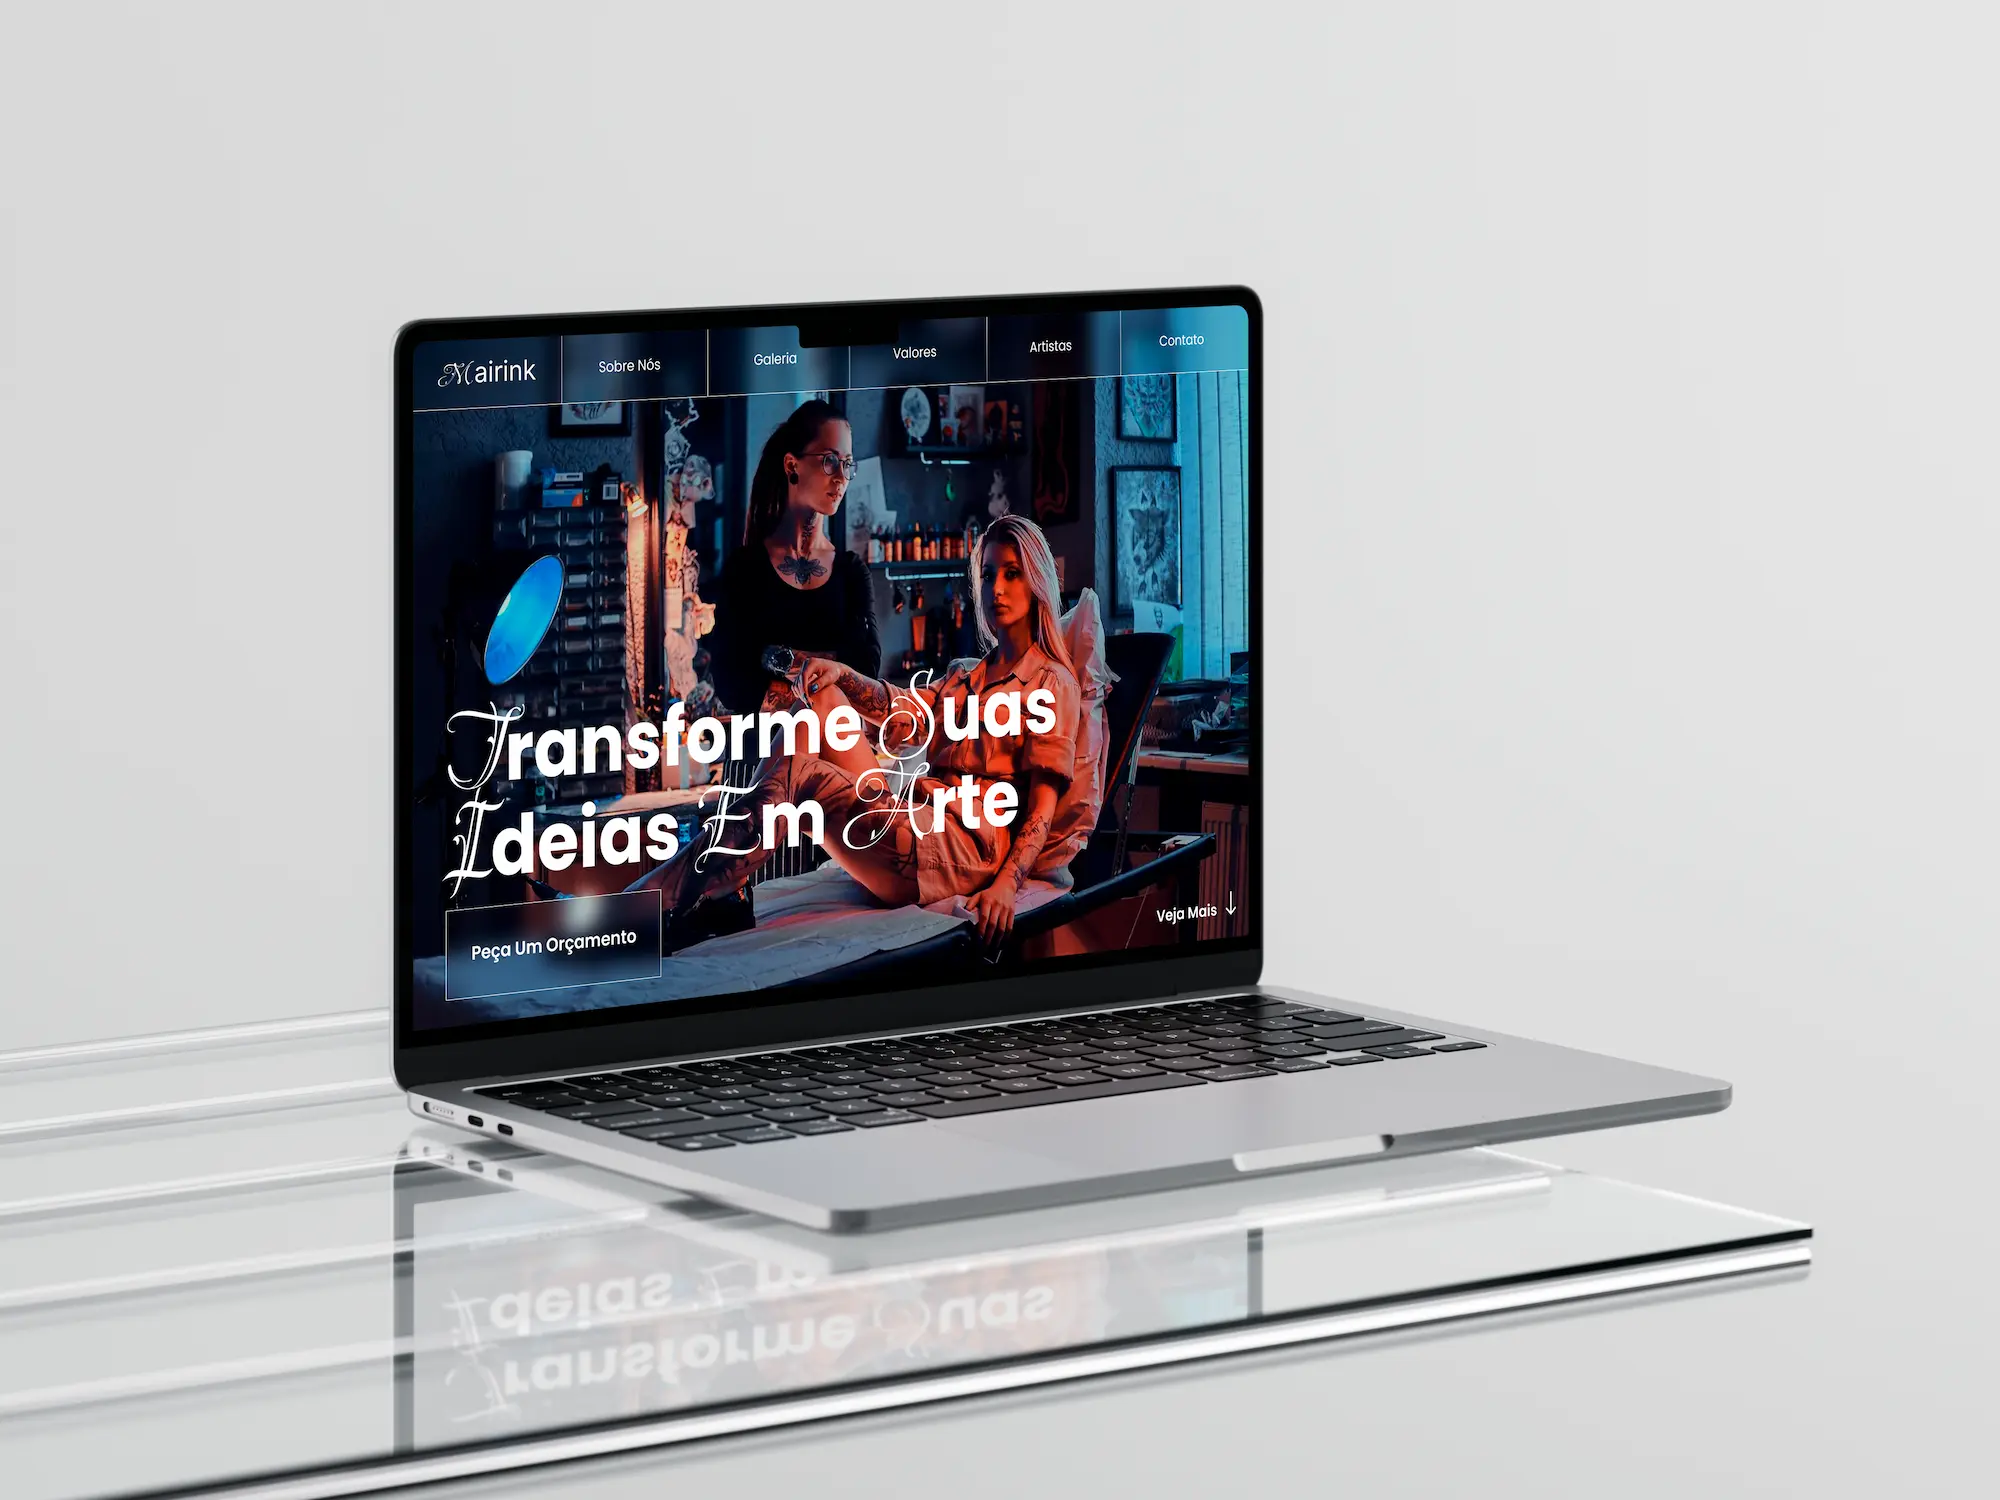 Mairink
Sobre Nós
Galeria
Valores
Artistas
Contato
Transforme Suas
Ideias Em Arte
Peça Um Orçamento
Veja Mais